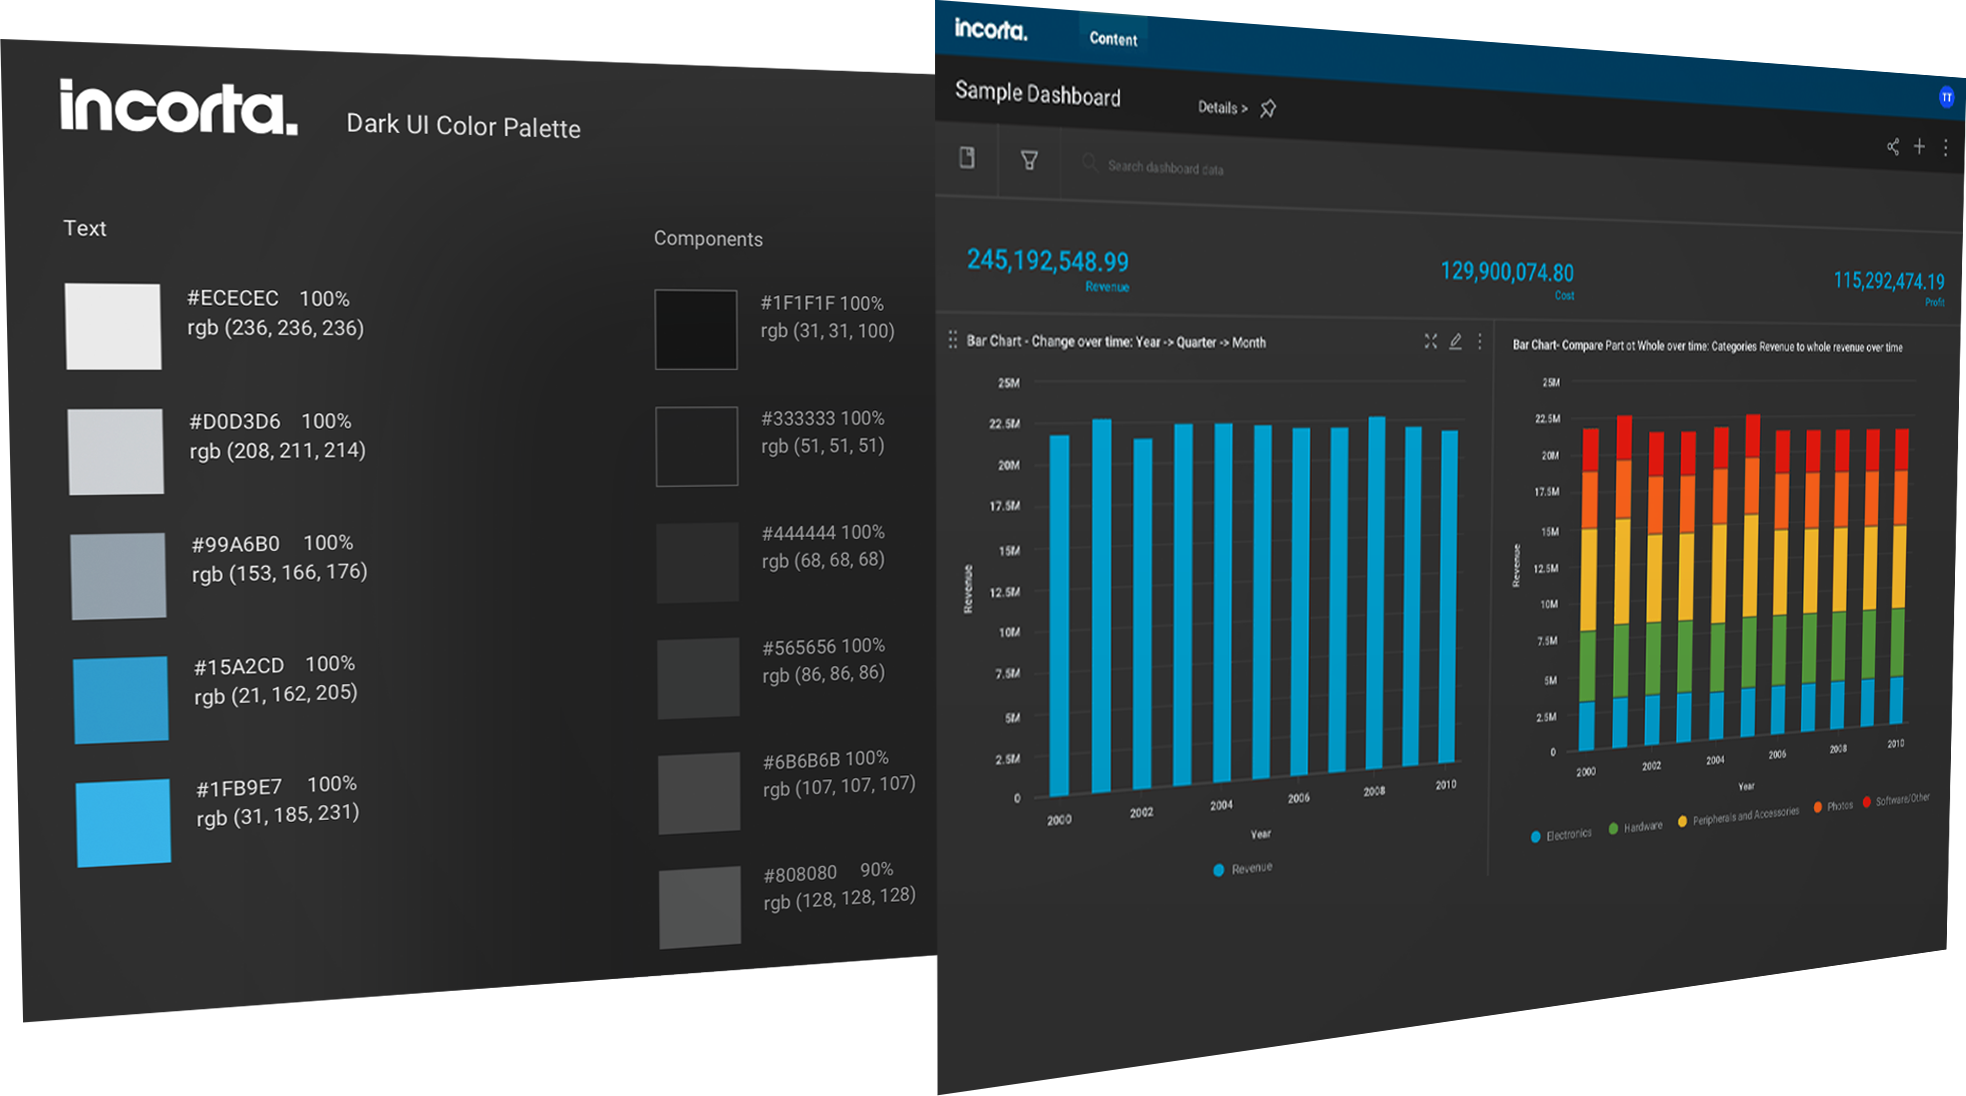 incorta.
Dark UI Color Palette
Text
#ECECEC 100%
rgb (236, 236, 236)
#D0D3D6 100%
rgb (208, 211, 214)
#99A6B0 100%
rgb (153, 166, 176)
#15A2CD 100%
rgb (21, 162, 205)
#1FB9E7 100%
rgb (31, 185, 231)
Components
#1F1F1F 100%
rgb (31, 31, 100)
#333333 100%
rgb (51, 51, 51)
#444444 100%
rgb (68, 68, 68)
#565656 100%
rgb (86, 86, 86)
#6B6B6B 100%
rgb (107, 107, 107)
#808080 90%
rgb (128, 128, 128)
incorta.
Content
TT
Sample Dashboard
Details >
Search dashboard data
245,192,548.99
Revenue
129,900,074.80
Cost
115,292,474.19
Profit
Bar Chart - Change over time: Year -> Quarter -> Month
25M
22.5M
20M
17.5M
15M
12.5M
10M
7.5M
5M
2.5M
0
Revenue
2000
2002
2004
2006
2008
2010
Year
Revenue
Bar Chart- Compare Part ot Whole over time: Categories Revenue to whole revenue over time
25M
22.5M
20M
17.5M
15M
12.5M
10M
7.5M
5M
2.5M
0
Revenue
2000
2002
2004
2006
2008
2010
Year
Electronics
Hardware
Peripherals and Accessories
Photos
Software/Other